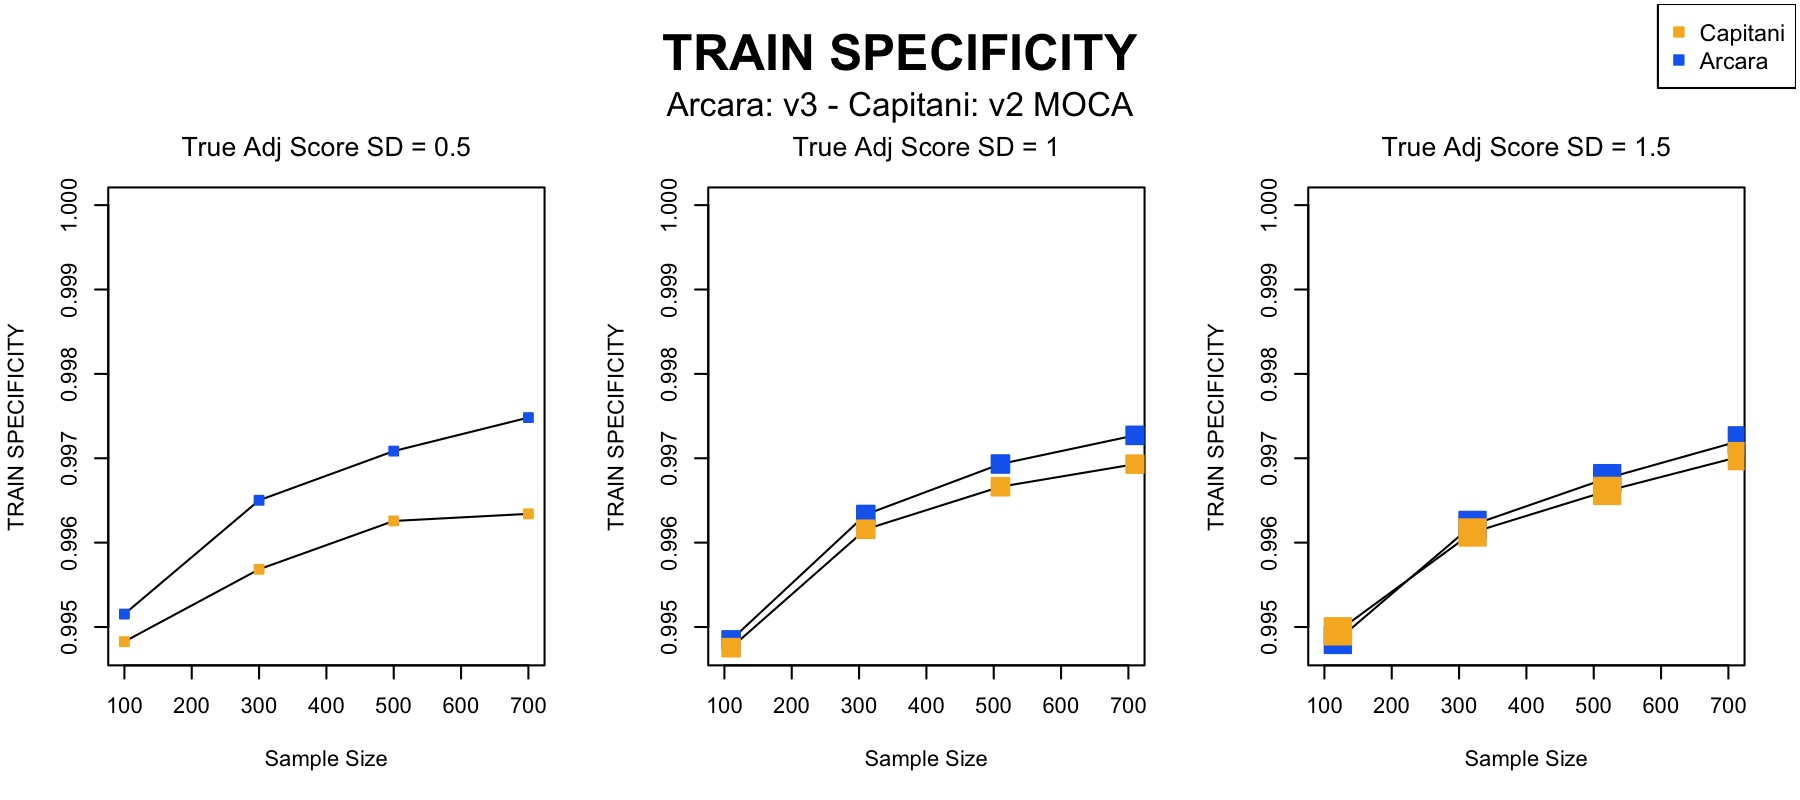 TRAIN SPECIFICITY
Arcara: v3 - Capitani: v2 MOCA
Capitani
Arcara
True Adj Score SD = 0.5
TRAIN SPECIFICITY
1.000
0.999
0.998
0.997
0.996
0.995
100 200 300 400 500 600 700
Sample Size
True Adj Score SD = 1
TRAIN SPECIFICITY
1.000
0.999
0.998
0.997
0.996
0.995
100 200 300 400 500 600 700
Sample Size
True Adj Score SD = 1.5
TRAIN SPECIFICITY
1.000
0.999
0.998
0.997
0.996
0.995
100 200 300 400 500 600 700
Sample Size